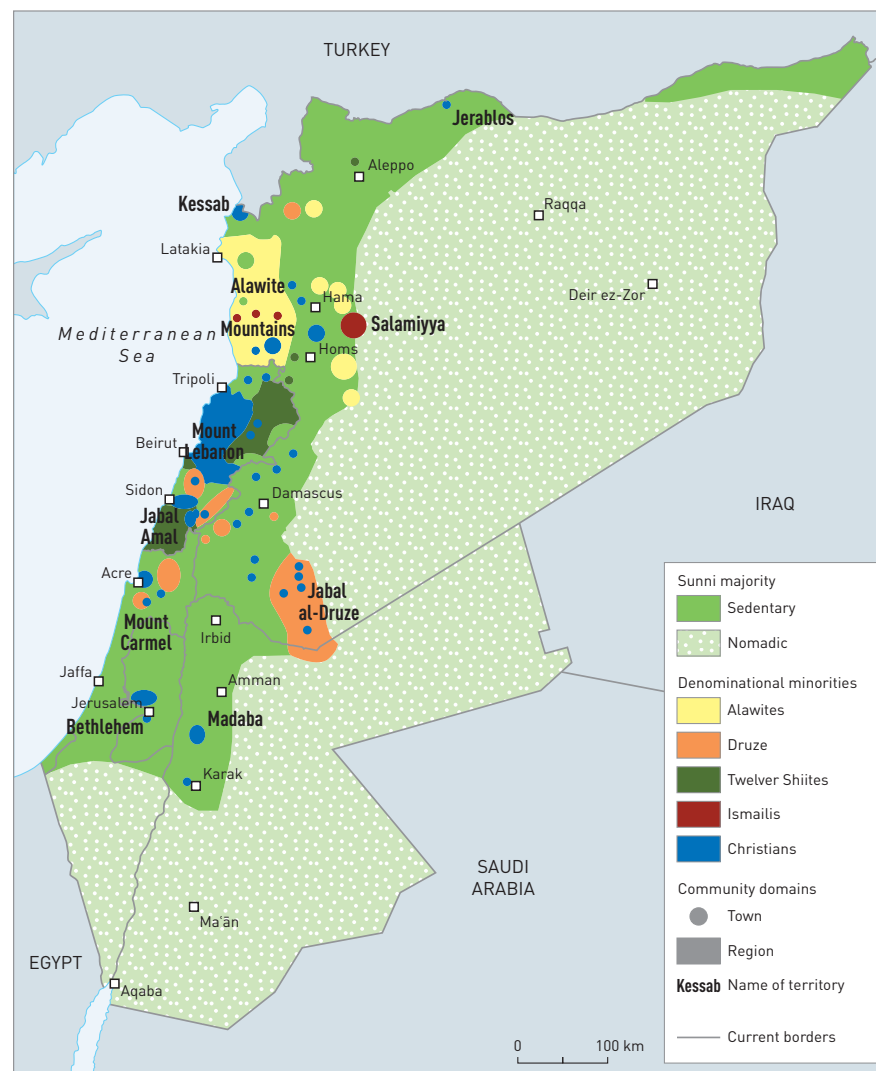 TURKEY
Jerablos
Aleppo
Kessab
Raqqa
Latakia
Alawite
Hama
Deir ez-Zor
Mountains
Salamiyya
Mediterranean
Sea
Homs
Tripoli
Mount
Lebanon
Beirut
Sidon
Damascus
IRAQ
Jabal
Amal
Acre
Jabal
al-Druze
Mount
Carmel
Irbid
Jaffa
Amman
Jerusalem
Bethlehem
Madaba
Karak
SAUDI
ARABIA
Maʿān
EGYPT
Aqaba
Sunni majority
Sedentary
Nomadic
Denominational minorities
Alawites
Druze
Twelver Shiites
Ismailis
Christians
Community domains
Town
Region
Kessab Name of territory
Current borders
0 100 km